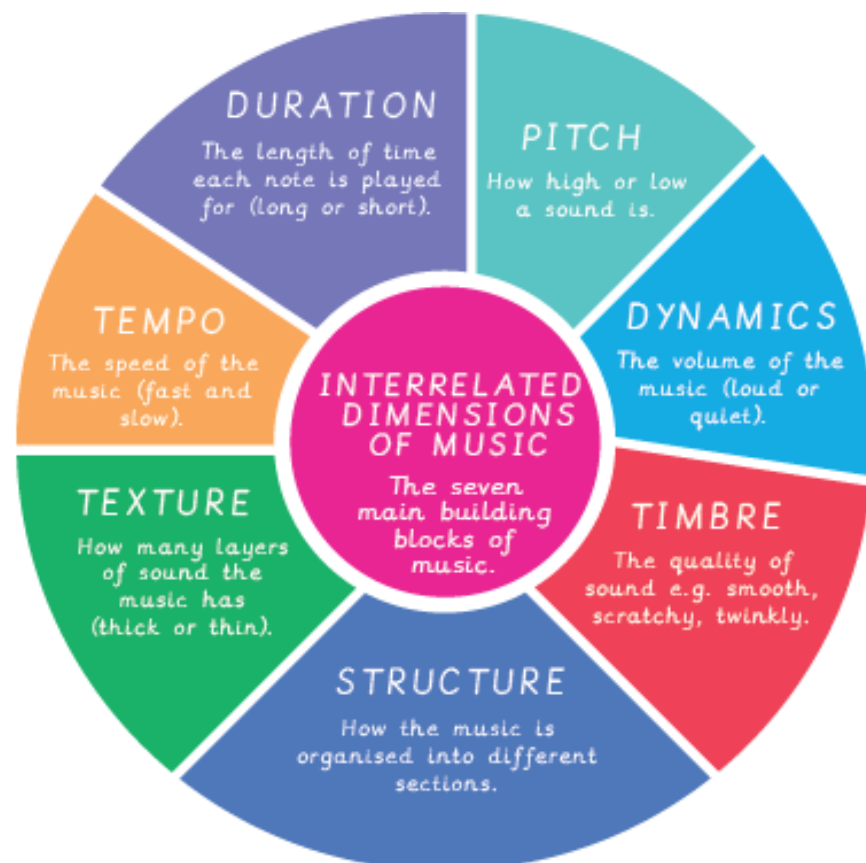 DURATION
The length of time
each note is played
for (long or short).
PITCH
How high or low
a sound is.
DYNAMICS
The volume of the
music (loud or
quiet).
TIMBRE
The quality of
sound e.g. smooth,
scratchy, twinkly.
STRUCTURE
How the music is
organised into different
sections.
TEXTURE
How many layers
of sound the
music has
(thick or thin).
TEMPO
The speed of the
music (fast and
slow).
INTERRELATED
DIMENSIONS
OF MUSIC
The seven
main building
blocks of
music.